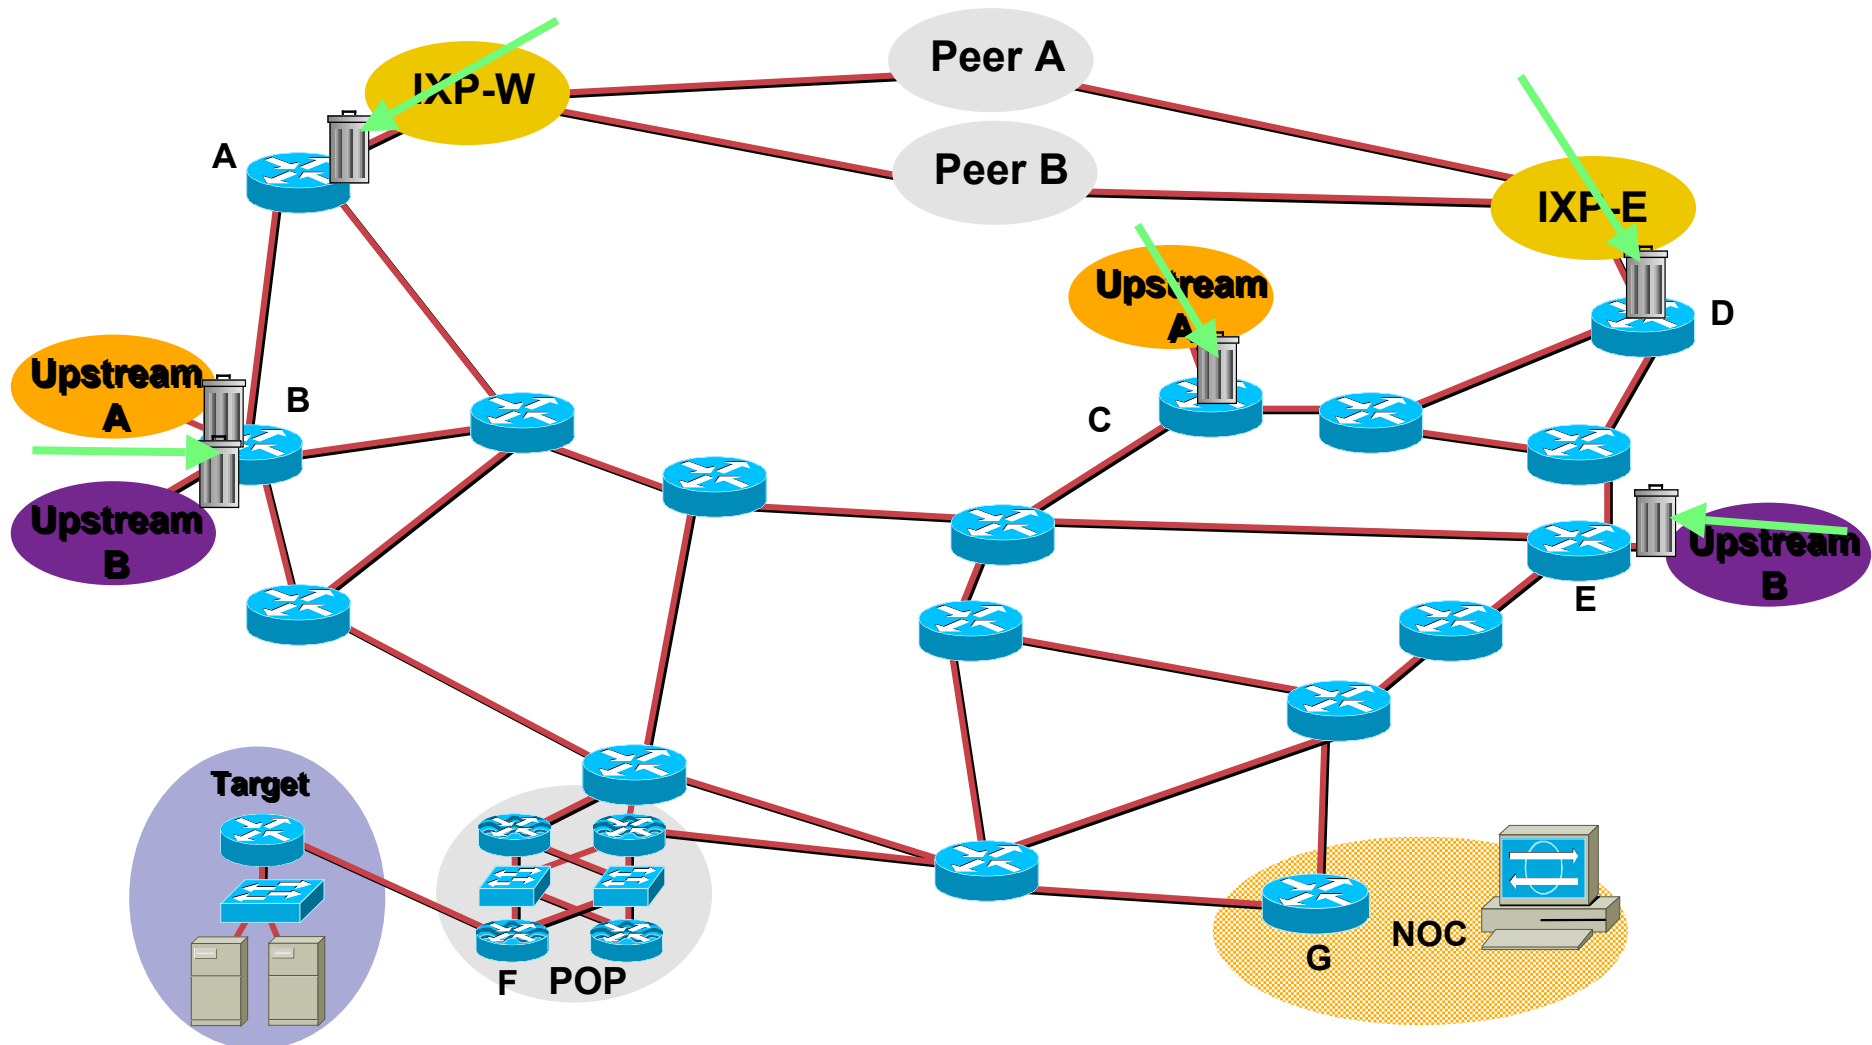 Peer A
IXP-W
A
Peer B
IXP-E
Upstream
A
D
Upstream
A
B
C
Upstream
B
Upstream
B
E
Target
NOC
G
F
POP